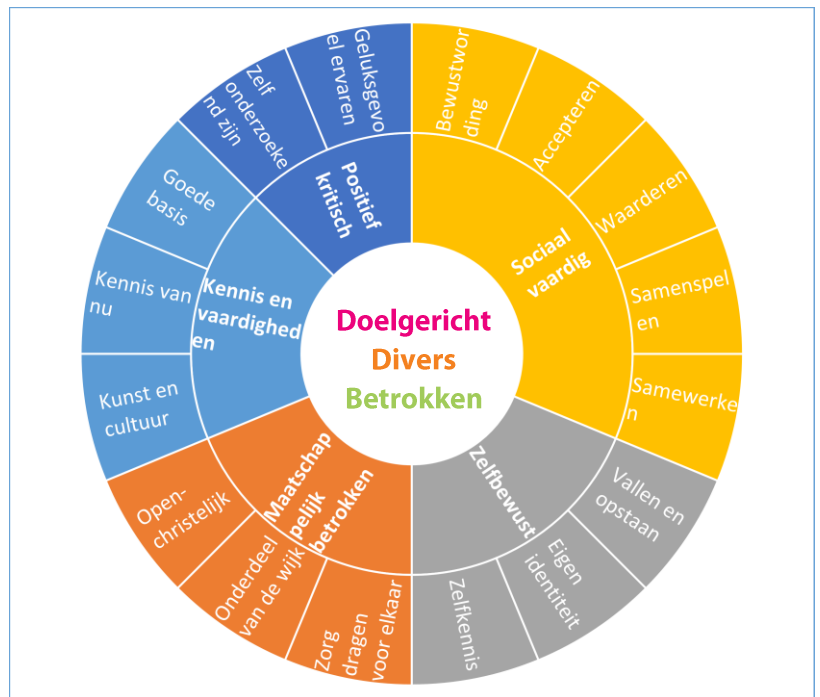 Doelgericht
Divers
Betrokken
Sociaal
vaardig
Bewustwor
ding
Accepteren
Waarderen
Samenspel
en
Samewerke
n
Zelfbewust
Vallen en
opstaan
Eigen
identiteit
Zelfkennis
Maatschap
pelijk
betrokken
Zorg
dragen
voor elkaar
Onderdeel
van de wijk
Open-
christelijk
Kennis en
vaardighed
en
Kunst en
cultuur
Kennis van
nu
Goede
basis
Positief
kritisch
Zelf
onderzoeke
nd zijn
Geluksgevo
el ervaren